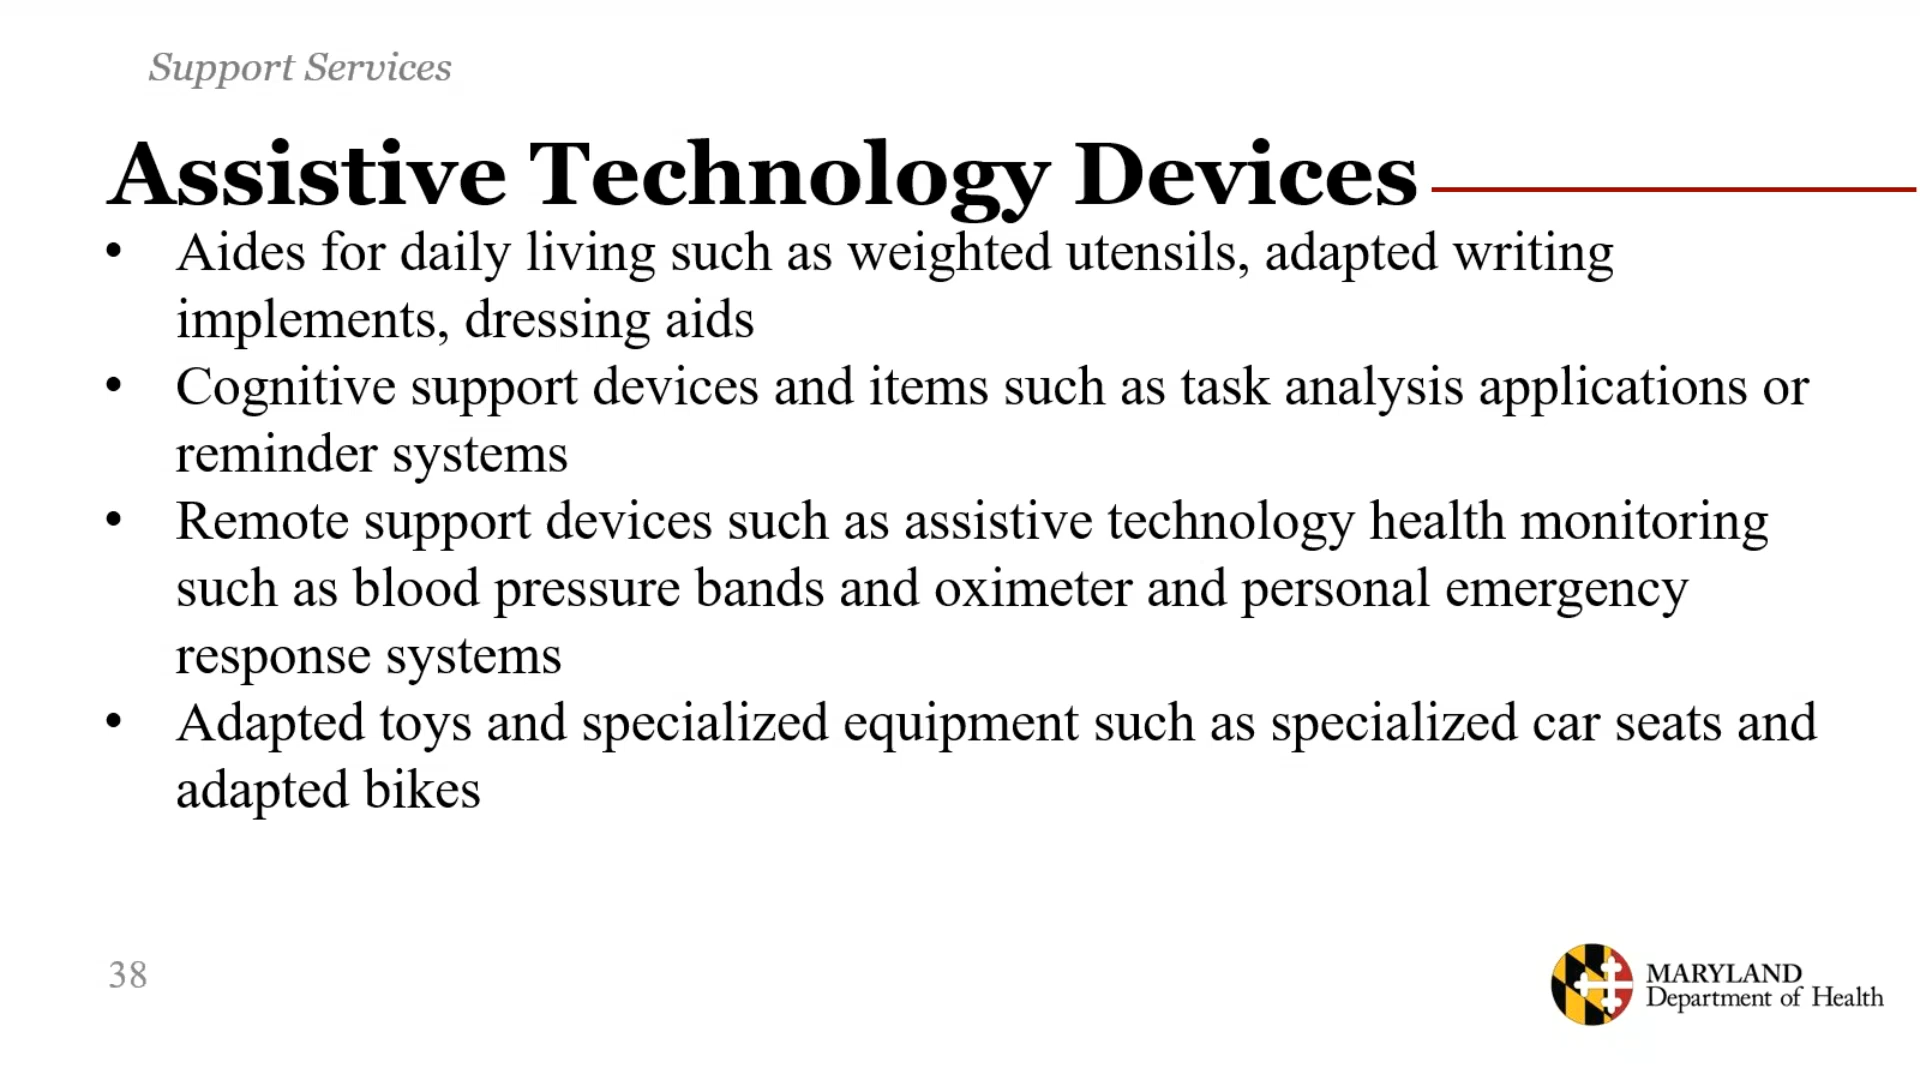 Support Services
Assistive Technology Devices
• Aides for daily living such as weighted utensils, adapted writing
implements, dressing aids
• Cognitive support devices and items such as task analysis applications or
reminder systems
• Remote support devices such as assistive technology health monitoring
such as blood pressure bands and oximeter and personal emergency
response systems
• Adapted toys and specialized equipment such as specialized car seats and
adapted bikes
38
MARYLAND
Department of Health